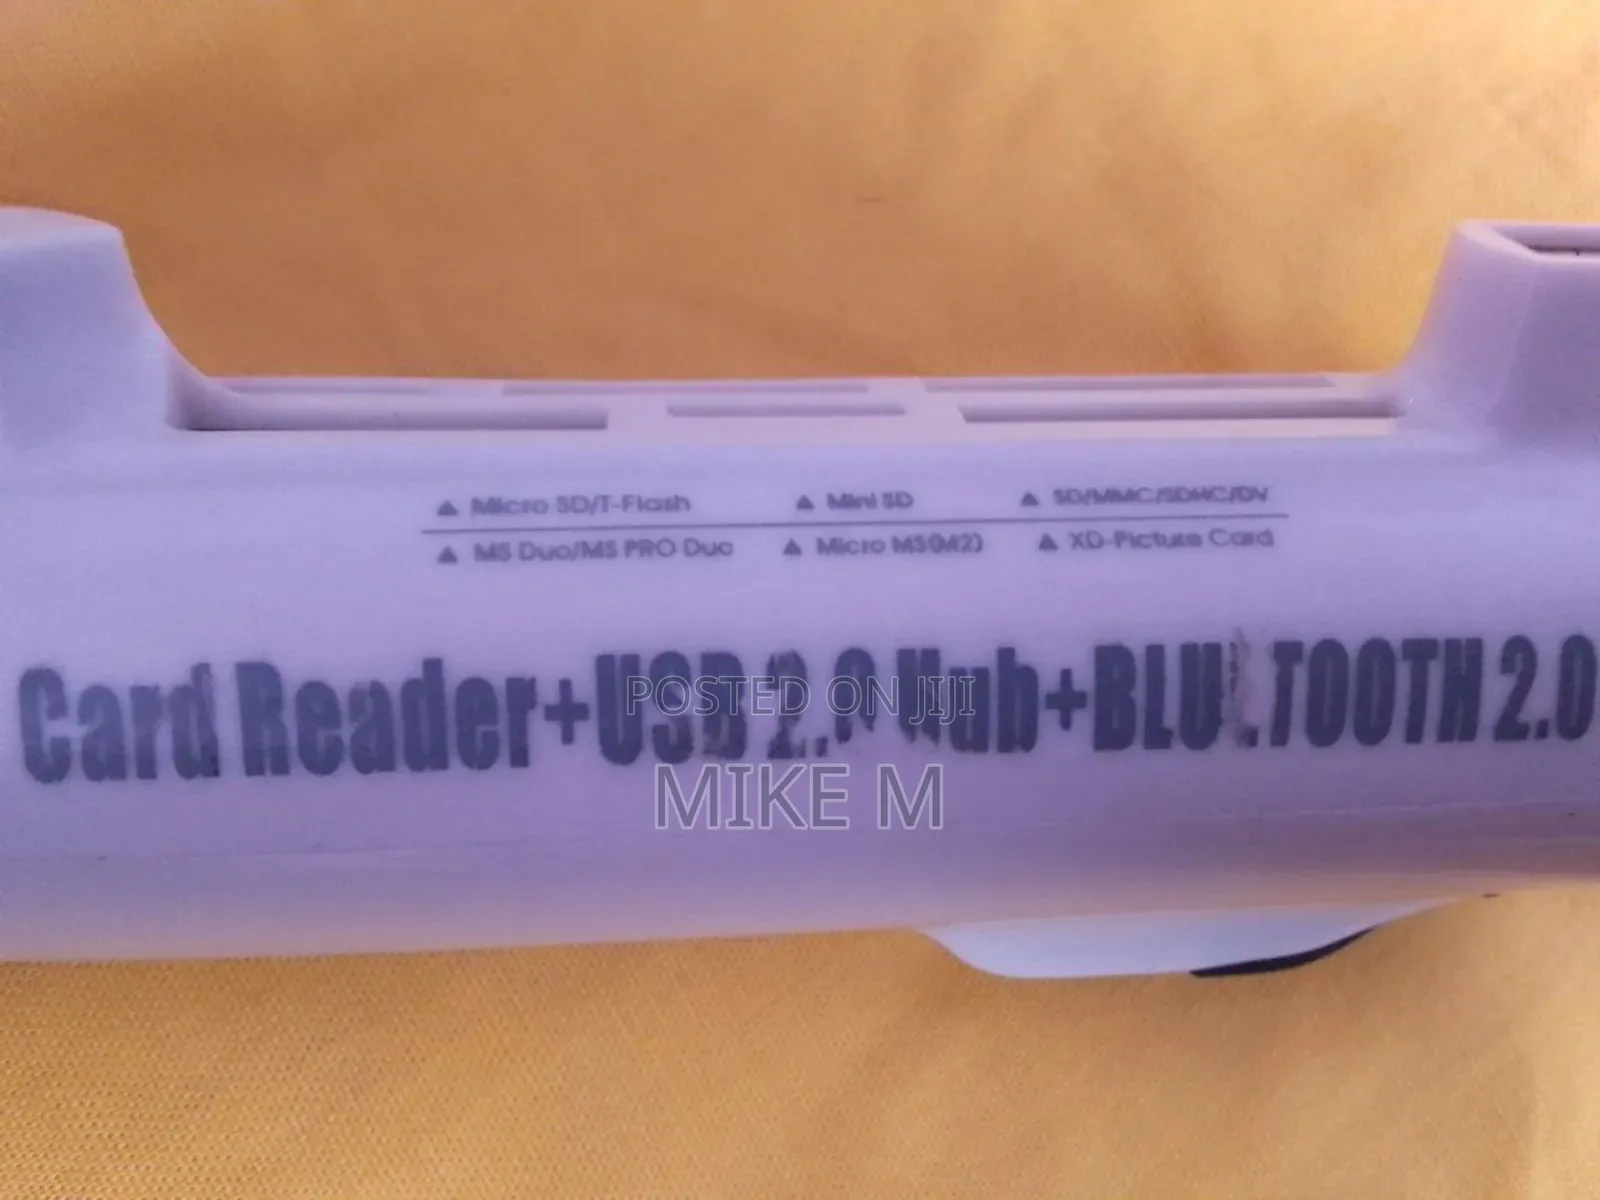 ▲ Micro SD/T-Flash ▲ Mini SD ▲ SD/MMC/SDHC/DV
▲ MS Duo/MS PRO Duo ▲ Micro MS(M2) ▲ XD-Picture Card
Card Reader+USB 2.0 Hub+BLUETOOTH 2.0
POSTED ON JIJI
MIKE M